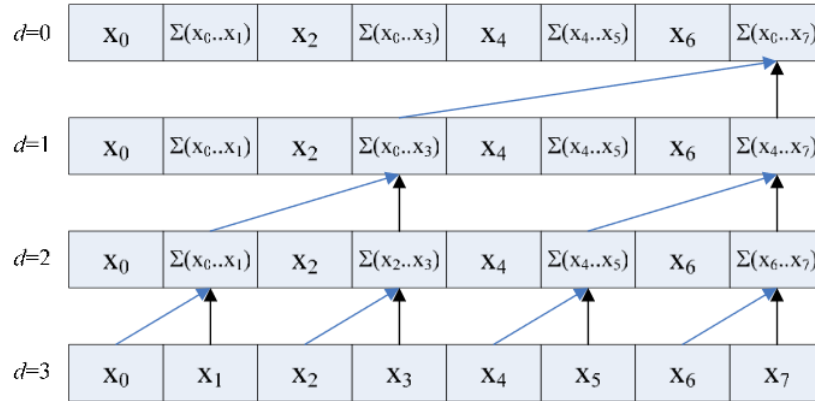 d=0 x0 Σ(x0..x1) x2 Σ(x0..x3) x4 Σ(x4..x5) x6 Σ(x0..x7)
d=1 x0 Σ(x0..x1) x2 Σ(x0..x3) x4 Σ(x4..x5) x6 Σ(x4..x7)
d=2 x0 Σ(x0..x1) x2 Σ(x2..x3) x4 Σ(x4..x5) x6 Σ(x6..x7)
d=3 x0 x1 x2 x3 x4 x5 x6 x7